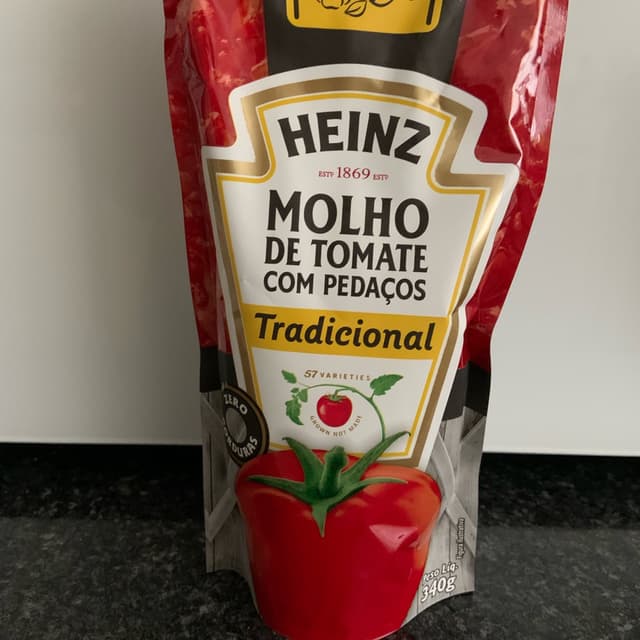 HEINZ
ESTD 1869 ESTD
MOLHO
DE TOMATE
COM PEDAÇOS
Tradicional
57 VARIETIES
GROWN NOT MADE
ZERO
Peso Líq.
340g